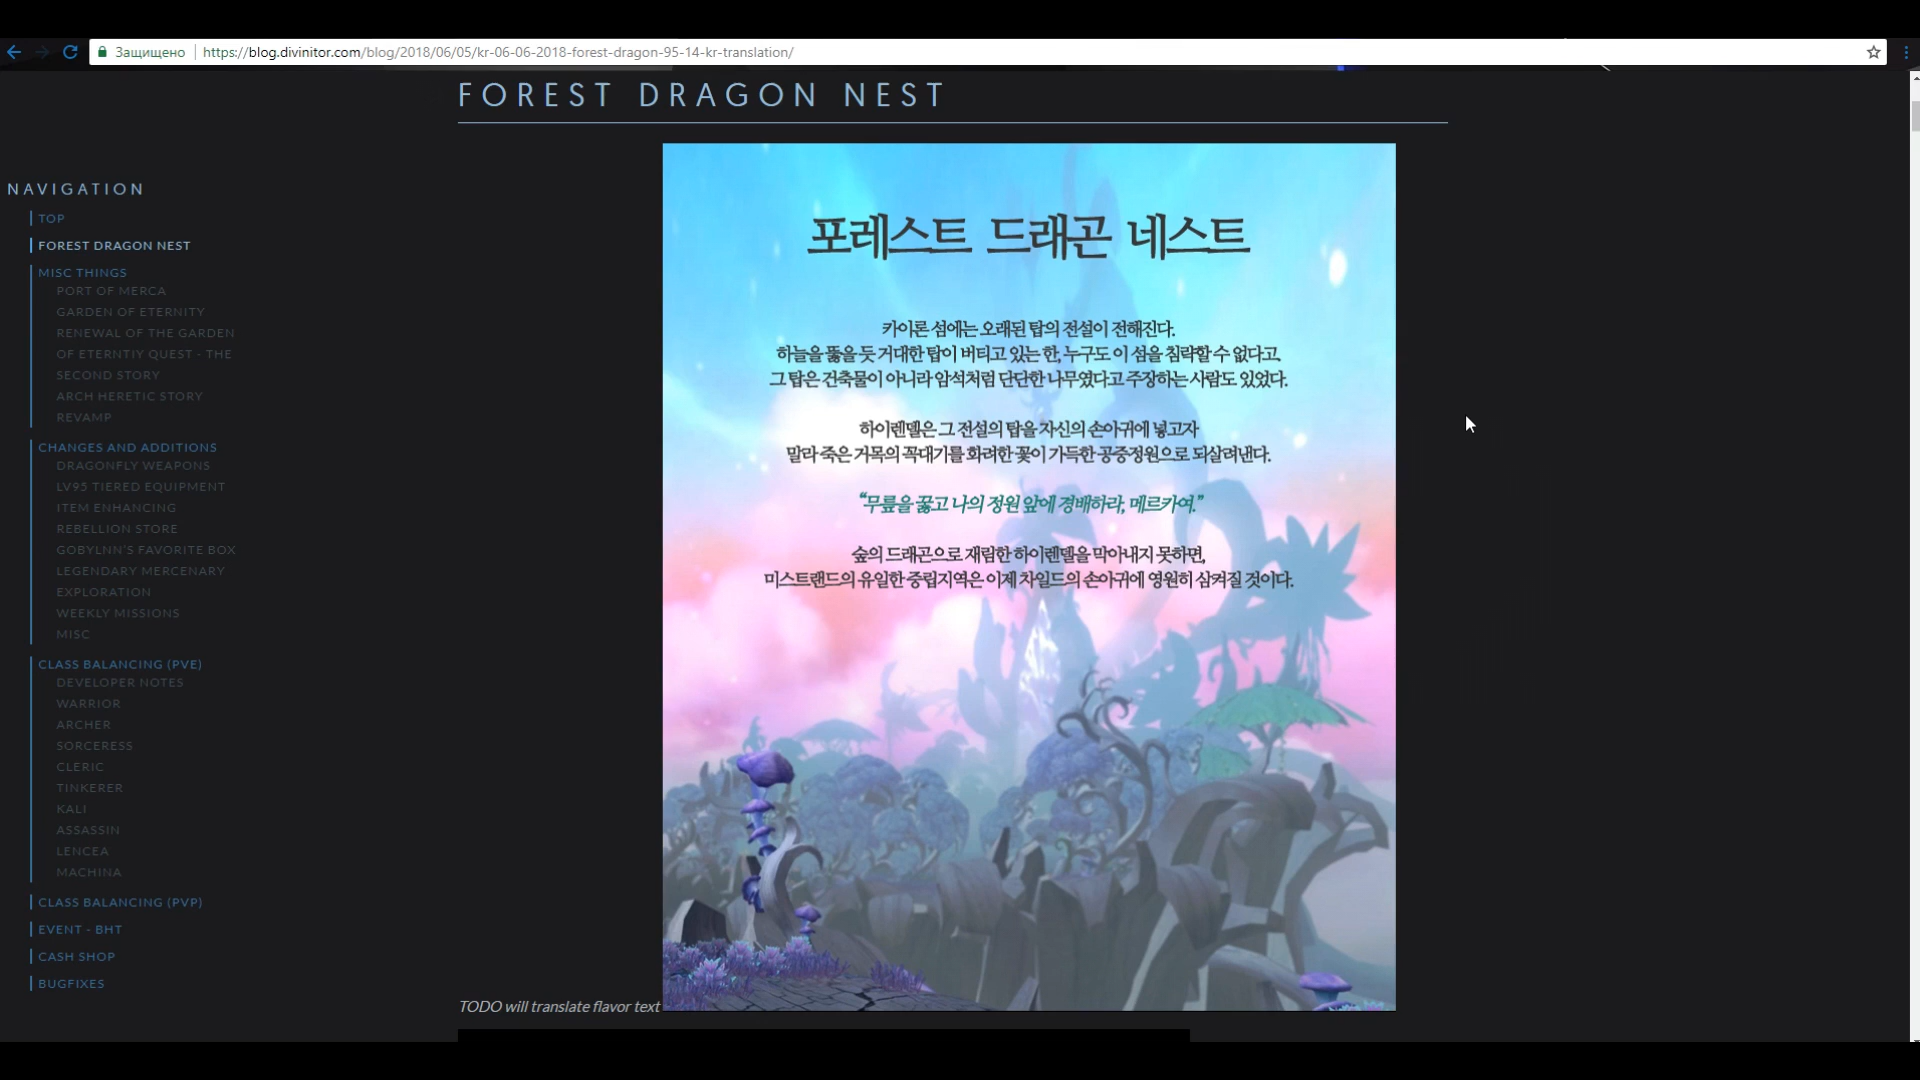 Защищено
https://blog.divinitor.com/blog/2018/06/05/kr-06-06-2018-forest-dragon-95-14-kr-translation/
FOREST DRAGON NEST
NAVIGATION
TOP
FOREST DRAGON NEST
MISC THINGS
PORT OF MERCA
GARDEN OF ETERNITY
RENEWAL OF THE GARDEN
OF ETERNTIY QUEST - THE
SECOND STORY
ARCH HERETIC STORY
REVAMP
CHANGES AND ADDITIONS
DRAGONFLY WEAPONS
LV95 TIERED EQUIPMENT
ITEM ENHANCING
REBELLION STORE
GOBYLNN'S FAVORITE BOX
LEGENDARY MERCENARY
EXPLORATION
WEEKLY MISSIONS
MISC
CLASS BALANCING (PVE)
DEVELOPER NOTES
WARRIOR
ARCHER
SORCERESS
CLERIC
TINKERER
KALI
ASSASSIN
LENCEA
MACHINA
CLASS BALANCING (PVP)
EVENT - BHT
CASH SHOP
BUGFIXES
포레스트 드래곤 네스트
카이론 섬에는 오래된 탑의 전설이 전해진다.
하늘을 뚫을 듯 거대한 탑이 버티고 있는 한, 누구도 이 섬을 침략할 수 없다고.
그 탑은 건축물이 아니라 암석처럼 단단한 나무였다고 주장하는 사람도 있었다.
하이렌델은 그 전설의 탑을 자신의 손아귀에 넣고자
말라 죽은 거목의 꼭대기를 화려한 꽃이 가득한 공중정원으로 되살려낸다.
“무릎을 꿇고 나의 정원 앞에 경배하라, 메르카여.”
숲의 드래곤으로 재림한 하이렌델을 막아내지 못하면,
미스트랜드의 유일한 중립지역은 이제 차일드의 손아귀에 영원히 삼켜질 것이다.
TODO will translate flavor text